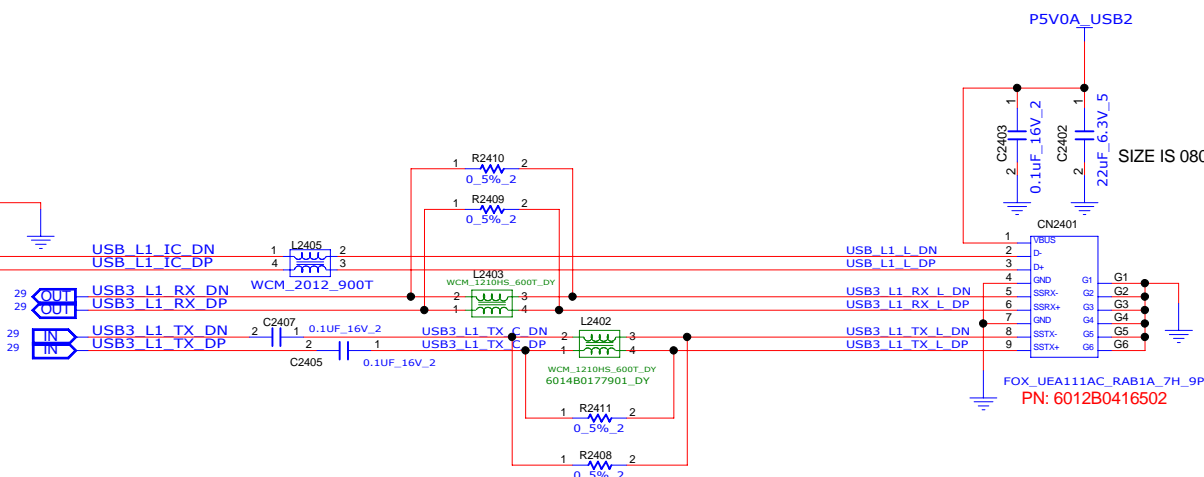 P5V0A_USB2
1 1
C2403 0.1uF_16V_2 C2402 22uF_6.3V_5
2 2
SIZE IS 080
R2410
1 2
0_5%_2
R2409
1 2
0_5%_2
CN2401
USB_L1_IC_DN 1 L2405 2 USB_L1_L_DN 1 VBUS
USB_L1_IC_DP 4 3 USB_L1_L_DP 2 D-
WCM_2012_900T 3 D+
L2403
WCM_1210HS_600T_DY
4 GND G1 G1
29 OUT USB3_L1_RX_DN 2 3 USB3_L1_RX_L_DN 5 SSRX- G2 G2
29 OUT USB3_L1_RX_DP 1 4 USB3_L1_RX_L_DP 6 SSRX+ G3 G3
7 GND G4 G4
29 IN USB3_L1_TX_DN 2 C2407 1 0.1UF_16V_2 USB3_L1_TX_C_DN 2 L2402 3 USB3_L1_TX_L_DN 8 SSTX- G5 G5
29 IN USB3_L1_TX_DP 2 C2405 1 0.1UF_16V_2 USB3_L1_TX_C_DP 1 4 USB3_L1_TX_L_DP 9 SSTX+ G6 G6
WCM_1210HS_600T_DY
6014B0177901_DY
FOX_UEA111AC_RAB1A_7H_9P
PN: 6012B0416502
R2411
1 2
0_5%_2
R2408
1 2
0_5%_2